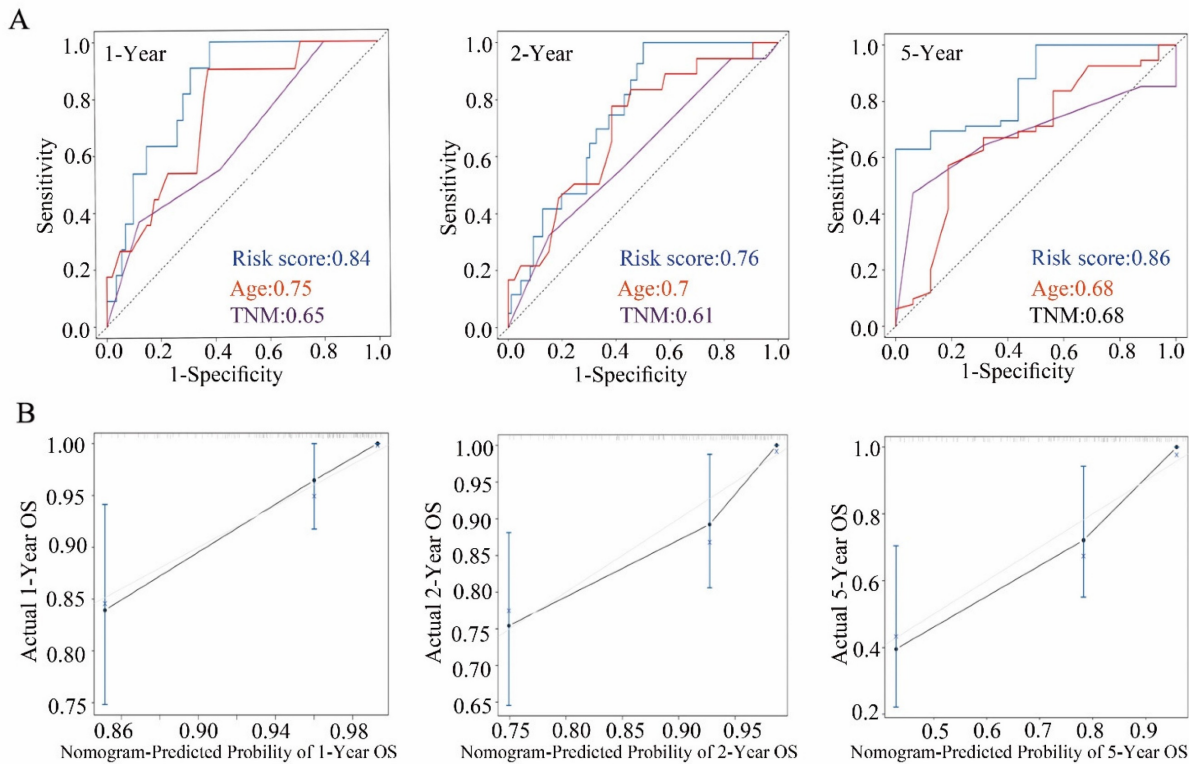 A
1-Year
1.0
0.8
0.6
0.4
0.2
0.0
Sensitivity
Risk score:0.84
Age:0.75
TNM:0.65
0.0 0.2 0.4 0.6 0.8 1.0
1-Specificity
2-Year
1.0
0.8
0.6
0.4
0.2
0.0
Sensitivity
Risk score:0.76
Age:0.7
TNM:0.61
0.0 0.2 0.4 0.6 0.8 1.0
1-Specificity
5-Year
1.0
0.8
0.6
0.4
0.2
0.0
Sensitivity
Risk score:0.86
Age:0.68
TNM:0.68
0.0 0.2 0.4 0.6 0.8 1.0
1-Specificity
B
1.00
0.95
0.90
0.85
0.80
0.75
Actual 1-Year OS
0.86 0.90 0.94 0.98
Nomogram-Predicted Probility of 1-Year OS
1.00
0.95
0.90
0.85
0.80
0.75
0.70
0.65
Actual 2-Year OS
0.75 0.80 0.85 0.90 0.95
Nomogram-Predicted Probility of 2-Year OS
1.0
0.8
0.6
0.4
0.2
Actual 5-Year OS
0.5 0.6 0.7 0.8 0.9
Nomogram-Predicted Probility of 5-Year OS